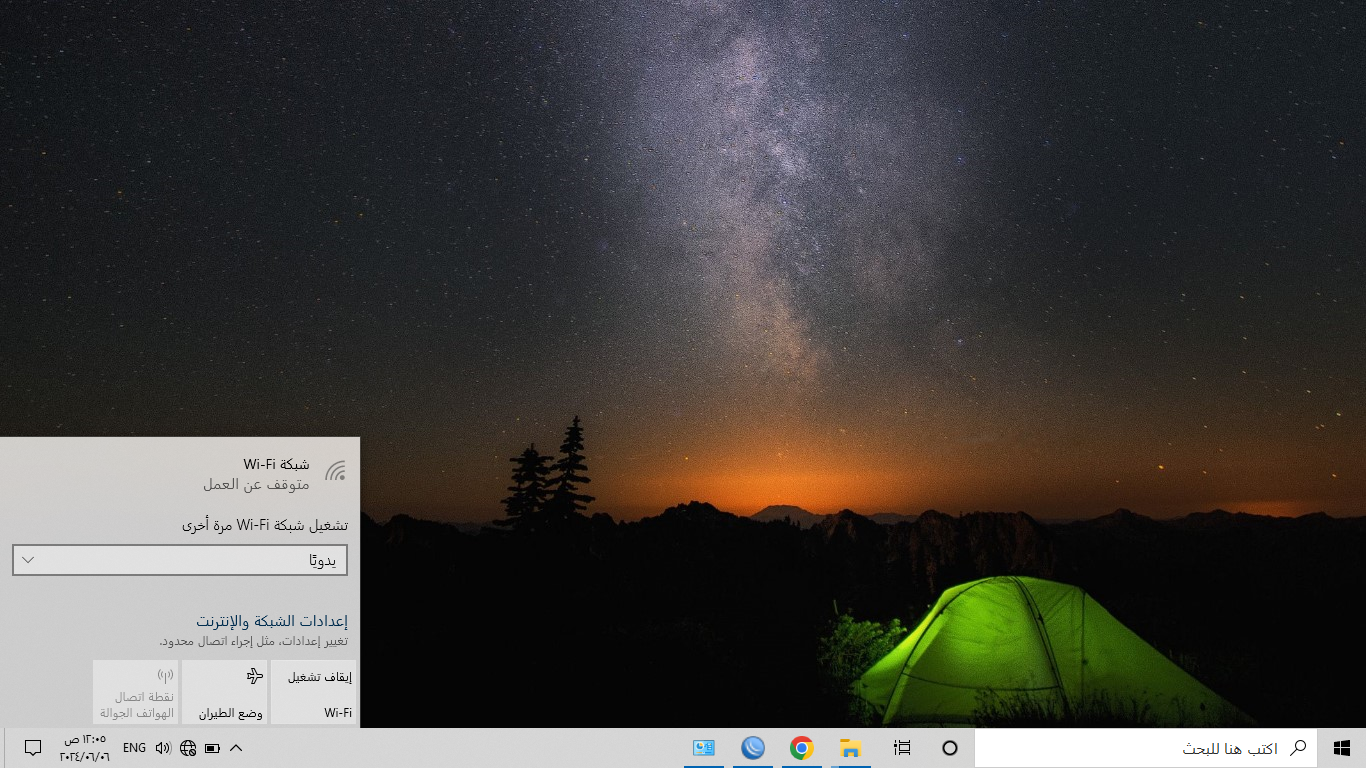 شبكة Wi-Fi
متوقف عن العمل
تشغيل شبكة Wi-Fi مرة أخرى
يدويًا
إعدادات الشبكة والإنترنت
تغيير إعدادات، مثل إجراء اتصال محدود.
إيقاف تشغيل
Wi-Fi
وضع الطيران
نقطة اتصال
الهواتف الجوالة
اكتب هنا للبحث
ENG
١٢:٠٥ ص
٢٠٢٤/٠٦/٠٦